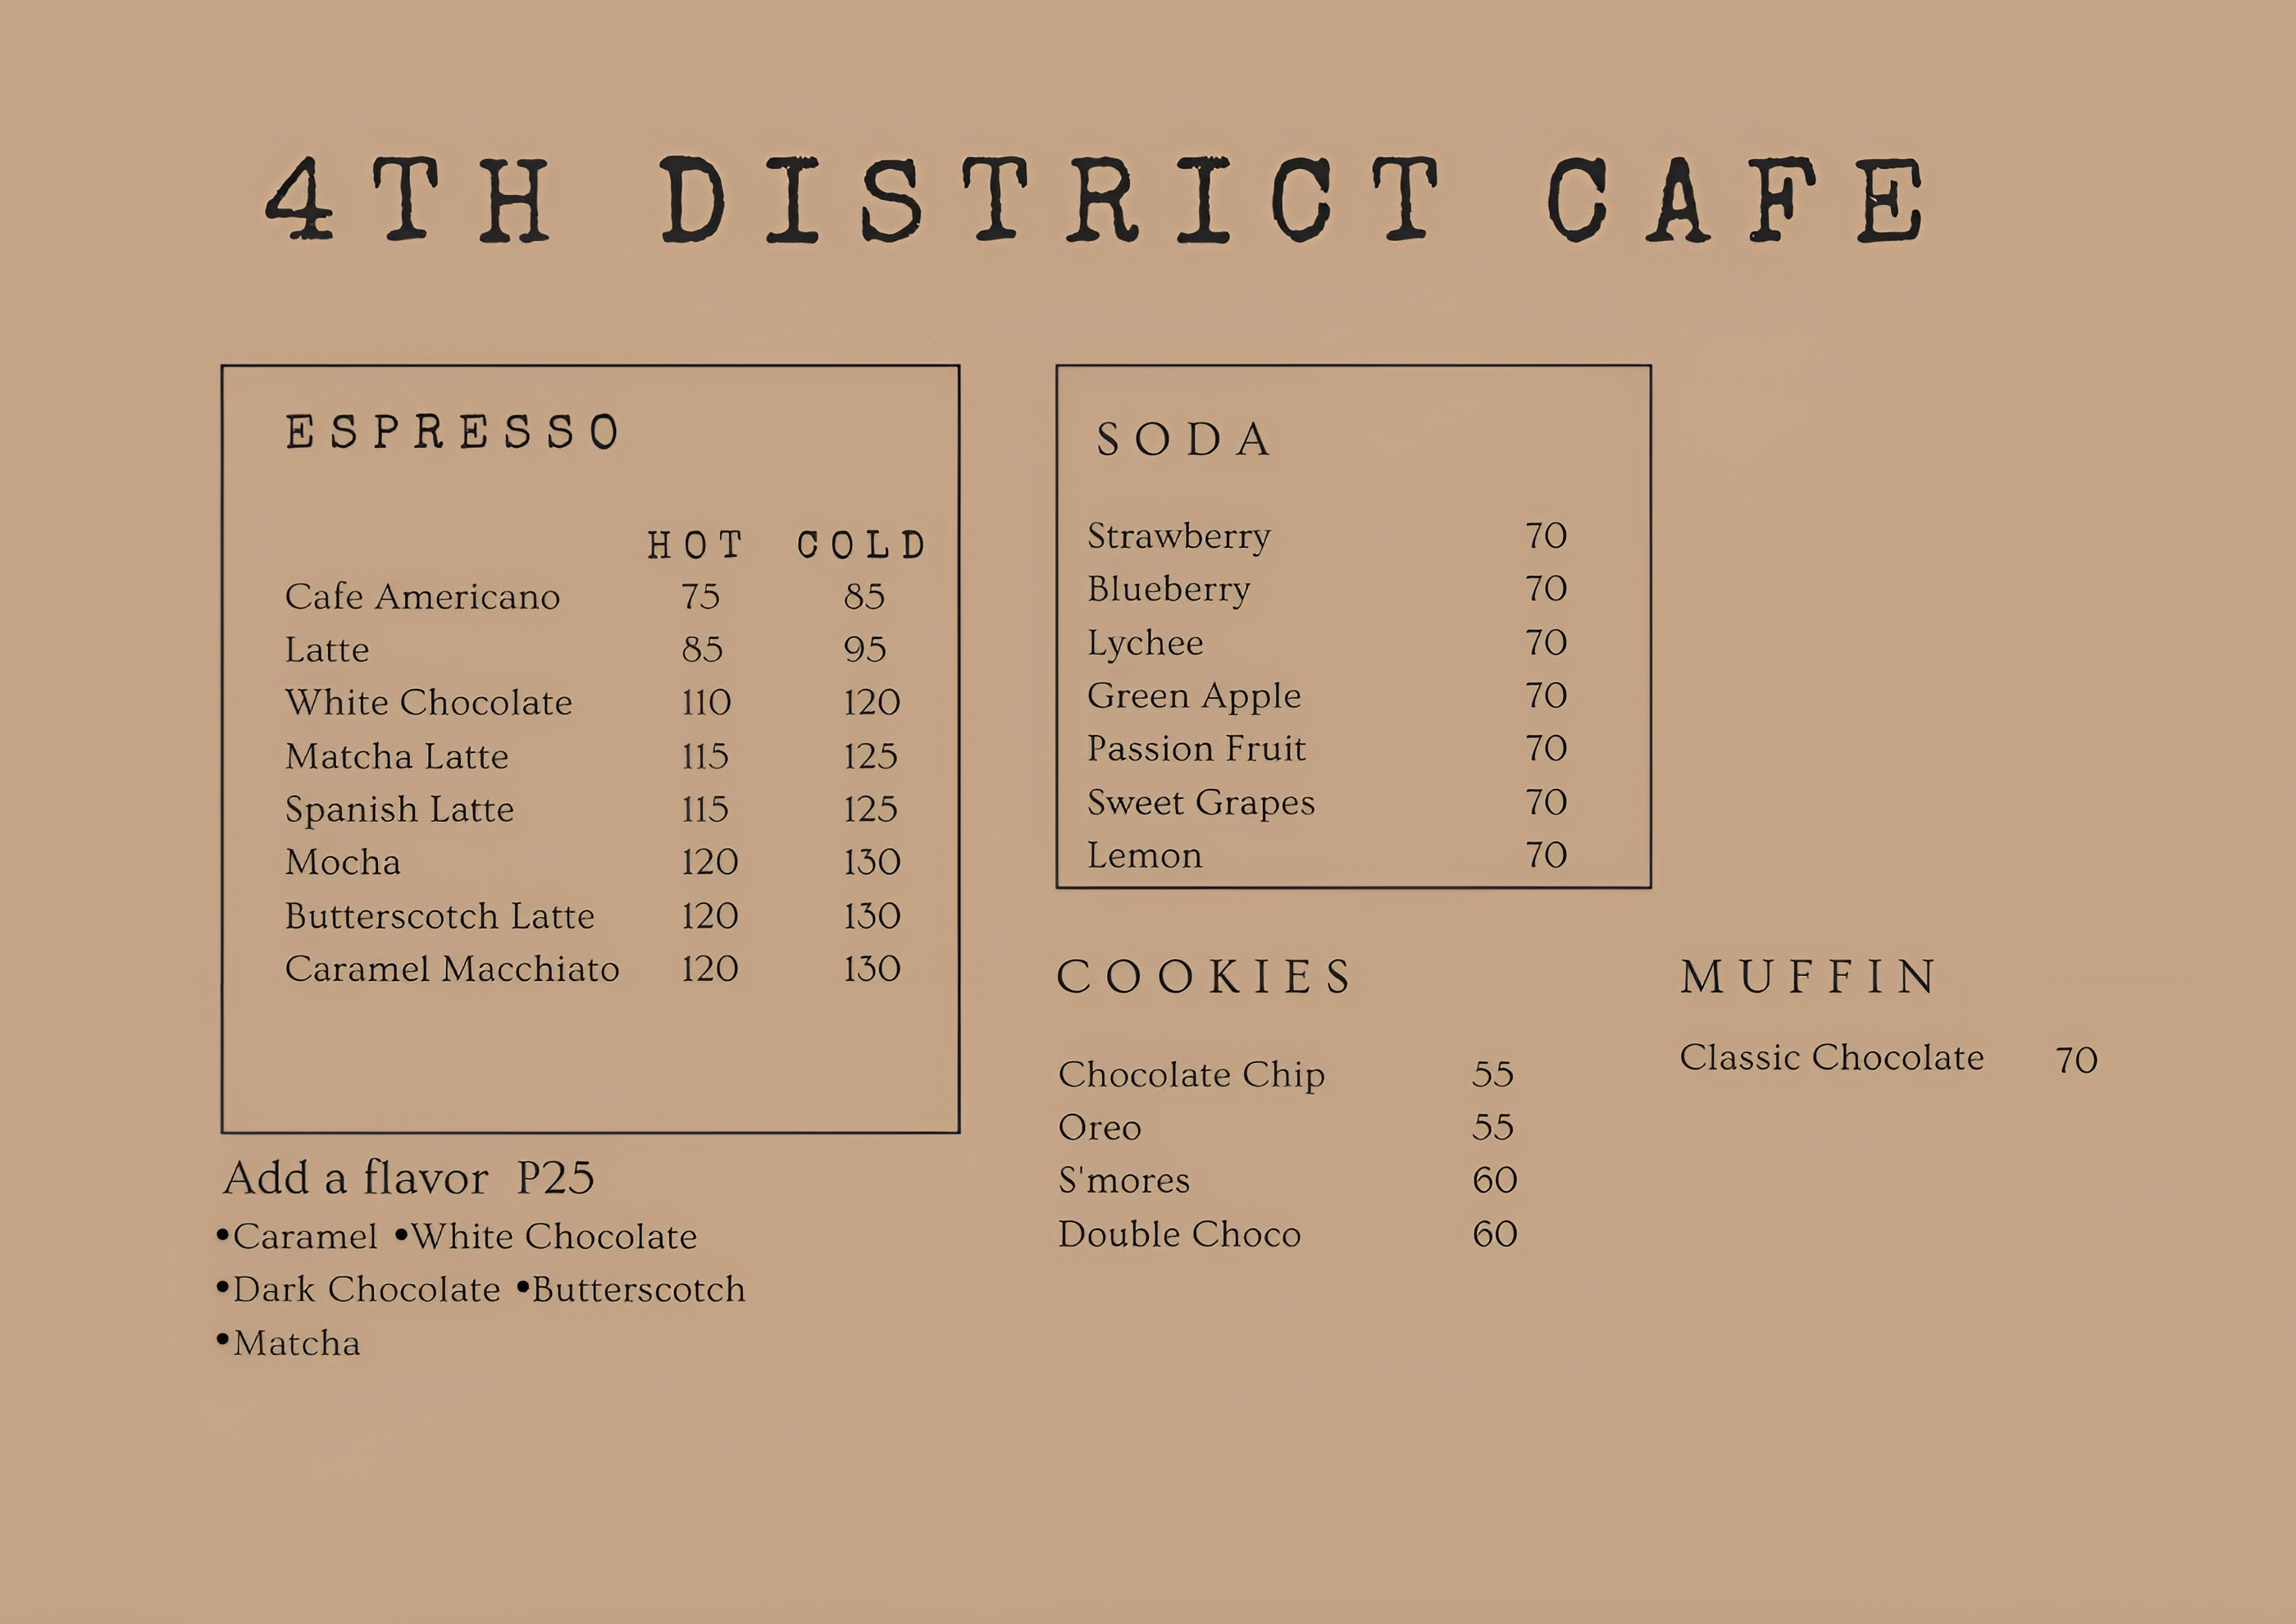 4TH DISTRICT CAFE
ESPRESSO
HOT COLD
Cafe Americano 75 85
Latte 85 95
White Chocolate 110 120
Matcha Latte 115 125
Spanish Latte 115 125
Mocha 120 130
Butterscotch Latte 120 130
Caramel Macchiato 120 130
Add a flavor P25
•Caramel •White Chocolate
•Dark Chocolate •Butterscotch
•Matcha
SODA
Strawberry 70
Blueberry 70
Lychee 70
Green Apple 70
Passion Fruit 70
Sweet Grapes 70
Lemon 70
COOKIES
Chocolate Chip 55
Oreo 55
S'mores 60
Double Choco 60
MUFFIN
Classic Chocolate 70